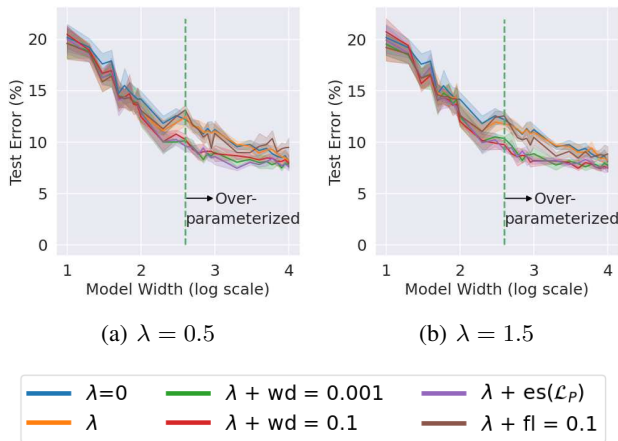 Test Error (%)
20
15
10
5
0
Over-
parameterized
1 2 3 4
Model Width (log scale)
(a) λ = 0.5
Test Error (%)
20
15
10
5
0
Over-
parameterized
1 2 3 4
Model Width (log scale)
(b) λ = 1.5
λ=0
λ
λ + wd = 0.001
λ + wd = 0.1
λ + es(ℒ_P)
λ + fl = 0.1